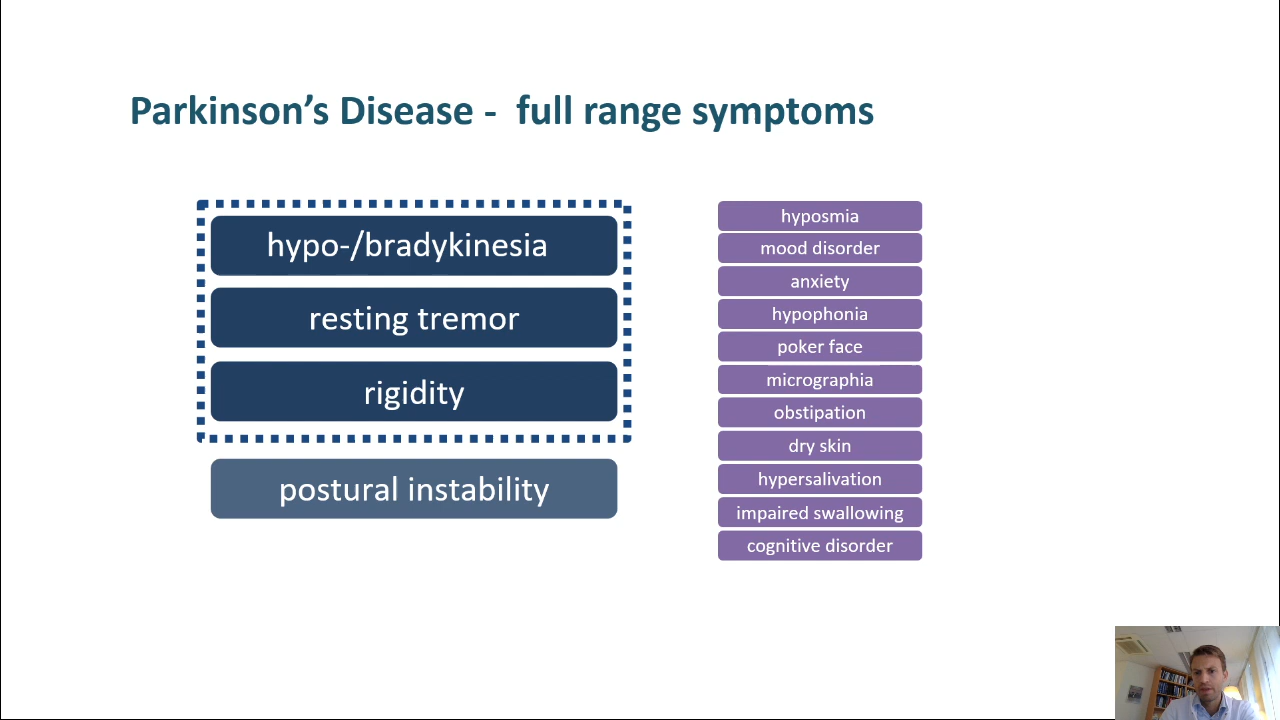 Parkinson’s Disease -  full range symptoms
hypo-/bradykinesia
resting tremor
rigidity
postural instability
hyposmia
mood disorder
anxiety
hypophonia
poker face
micrographia
obstipation
dry skin
hypersalivation
impaired swallowing
cognitive disorder